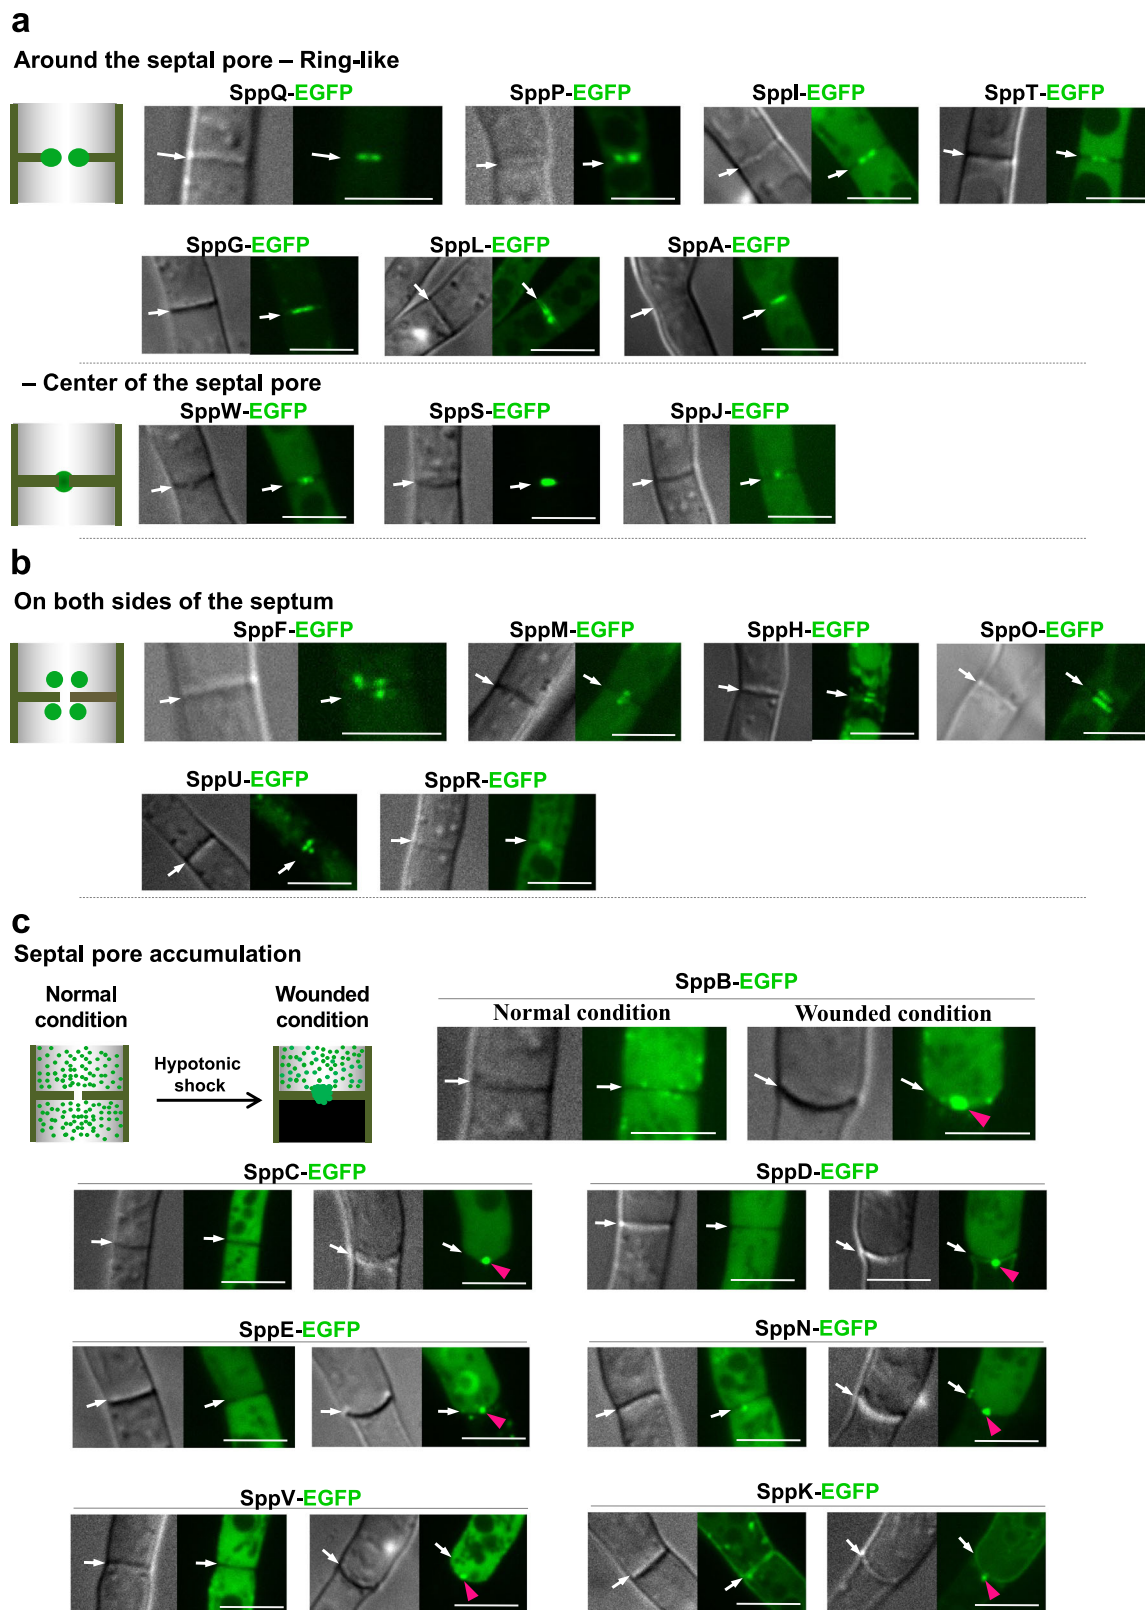 a
Around the septal pore – Ring-like
SppQ-EGFP SppP-EGFP SppI-EGFP SppT-EGFP
SppG-EGFP SppL-EGFP SppA-EGFP
– Center of the septal pore
SppW-EGFP SppS-EGFP SppJ-EGFP
b
On both sides of the septum
SppF-EGFP SppM-EGFP SppH-EGFP SppO-EGFP
SppU-EGFP SppR-EGFP
c
Septal pore accumulation
Normal condition
Hypotonic shock
Wounded condition
SppB-EGFP
Normal condition Wounded condition
SppC-EGFP SppD-EGFP
SppE-EGFP SppN-EGFP
SppV-EGFP SppK-EGFP